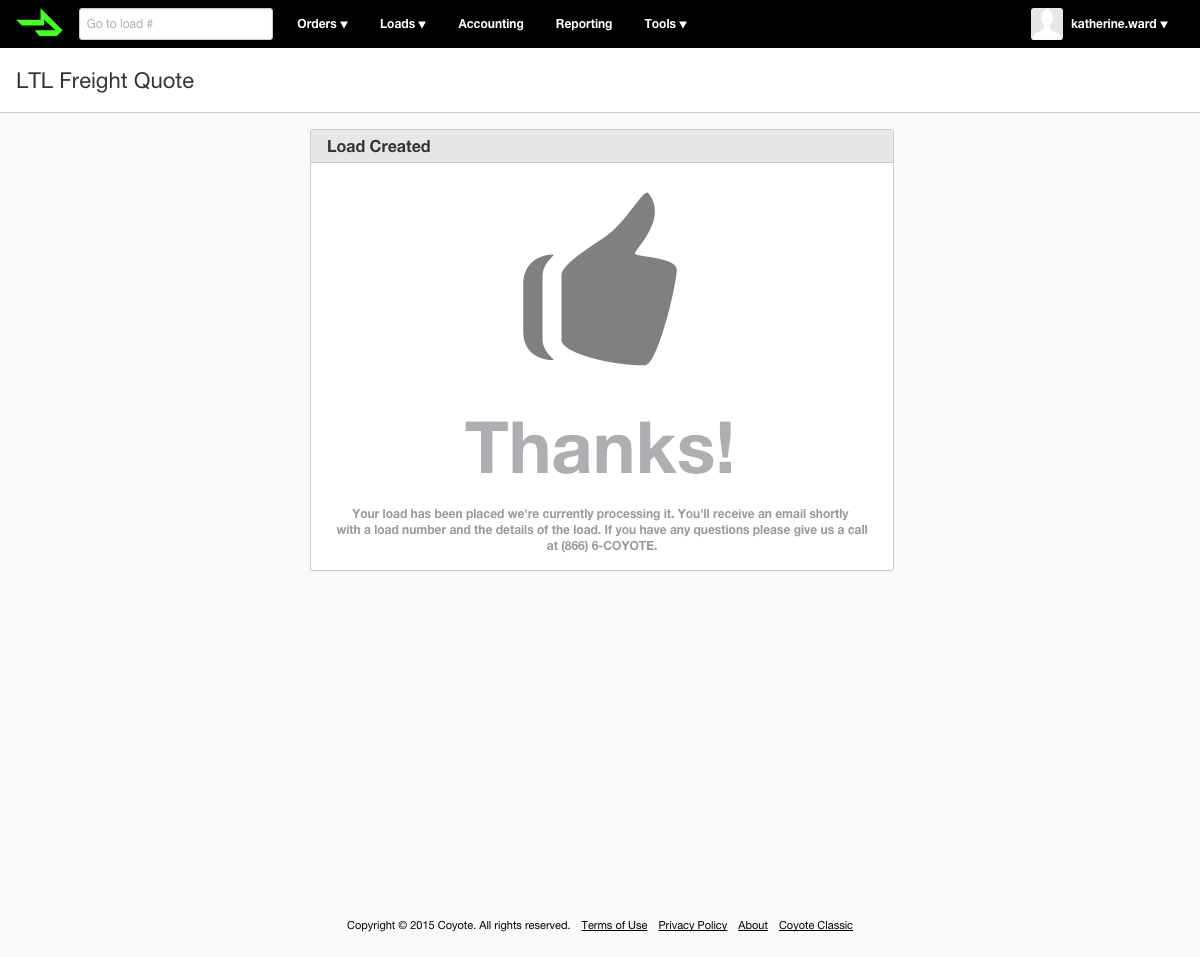 Go to load #
Orders ▾
Loads ▾
Accounting
Reporting
Tools ▾
katherine.ward ▾
LTL Freight Quote
Load Created
Thanks!
Your load has been placed we're currently processing it. You'll receive an email shortly
with a load number and the details of the load. If you have any questions please give us a call
at (866) 6-COYOTE.
Copyright © 2015 Coyote. All rights reserved. Terms of Use Privacy Policy About Coyote Classic